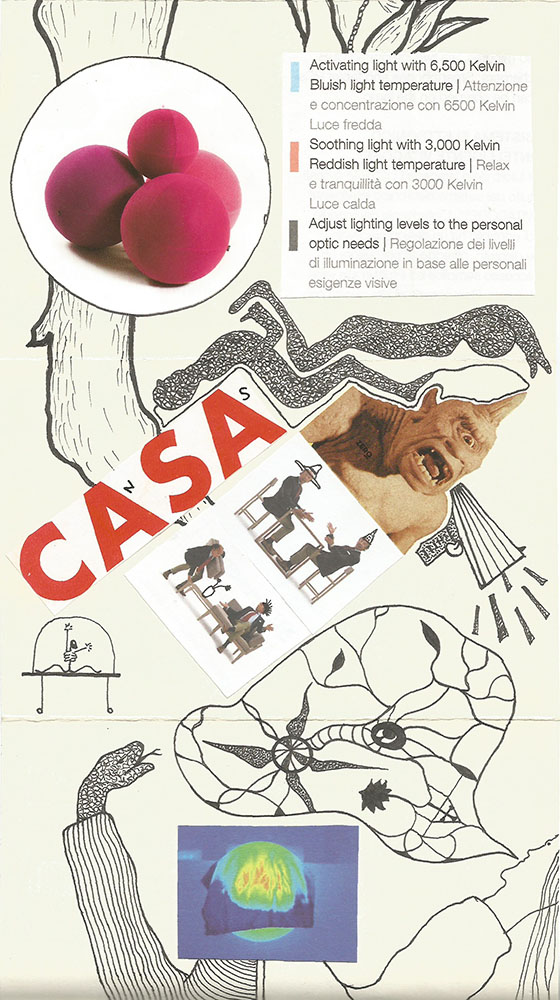 Activating light with 6,500 Kelvin
Bluish light temperature | Attenzione
e concentrazione con 6500 Kelvin
Luce fredda
Soothing light with 3,000 Kelvin
Reddish light temperature | Relax
e tranquillità con 3000 Kelvin
Luce calda
Adjust lighting levels to the personal
optic needs | Regolazione dei livelli
di illuminazione in base alle personali
esigenze visive
S
N
CASA